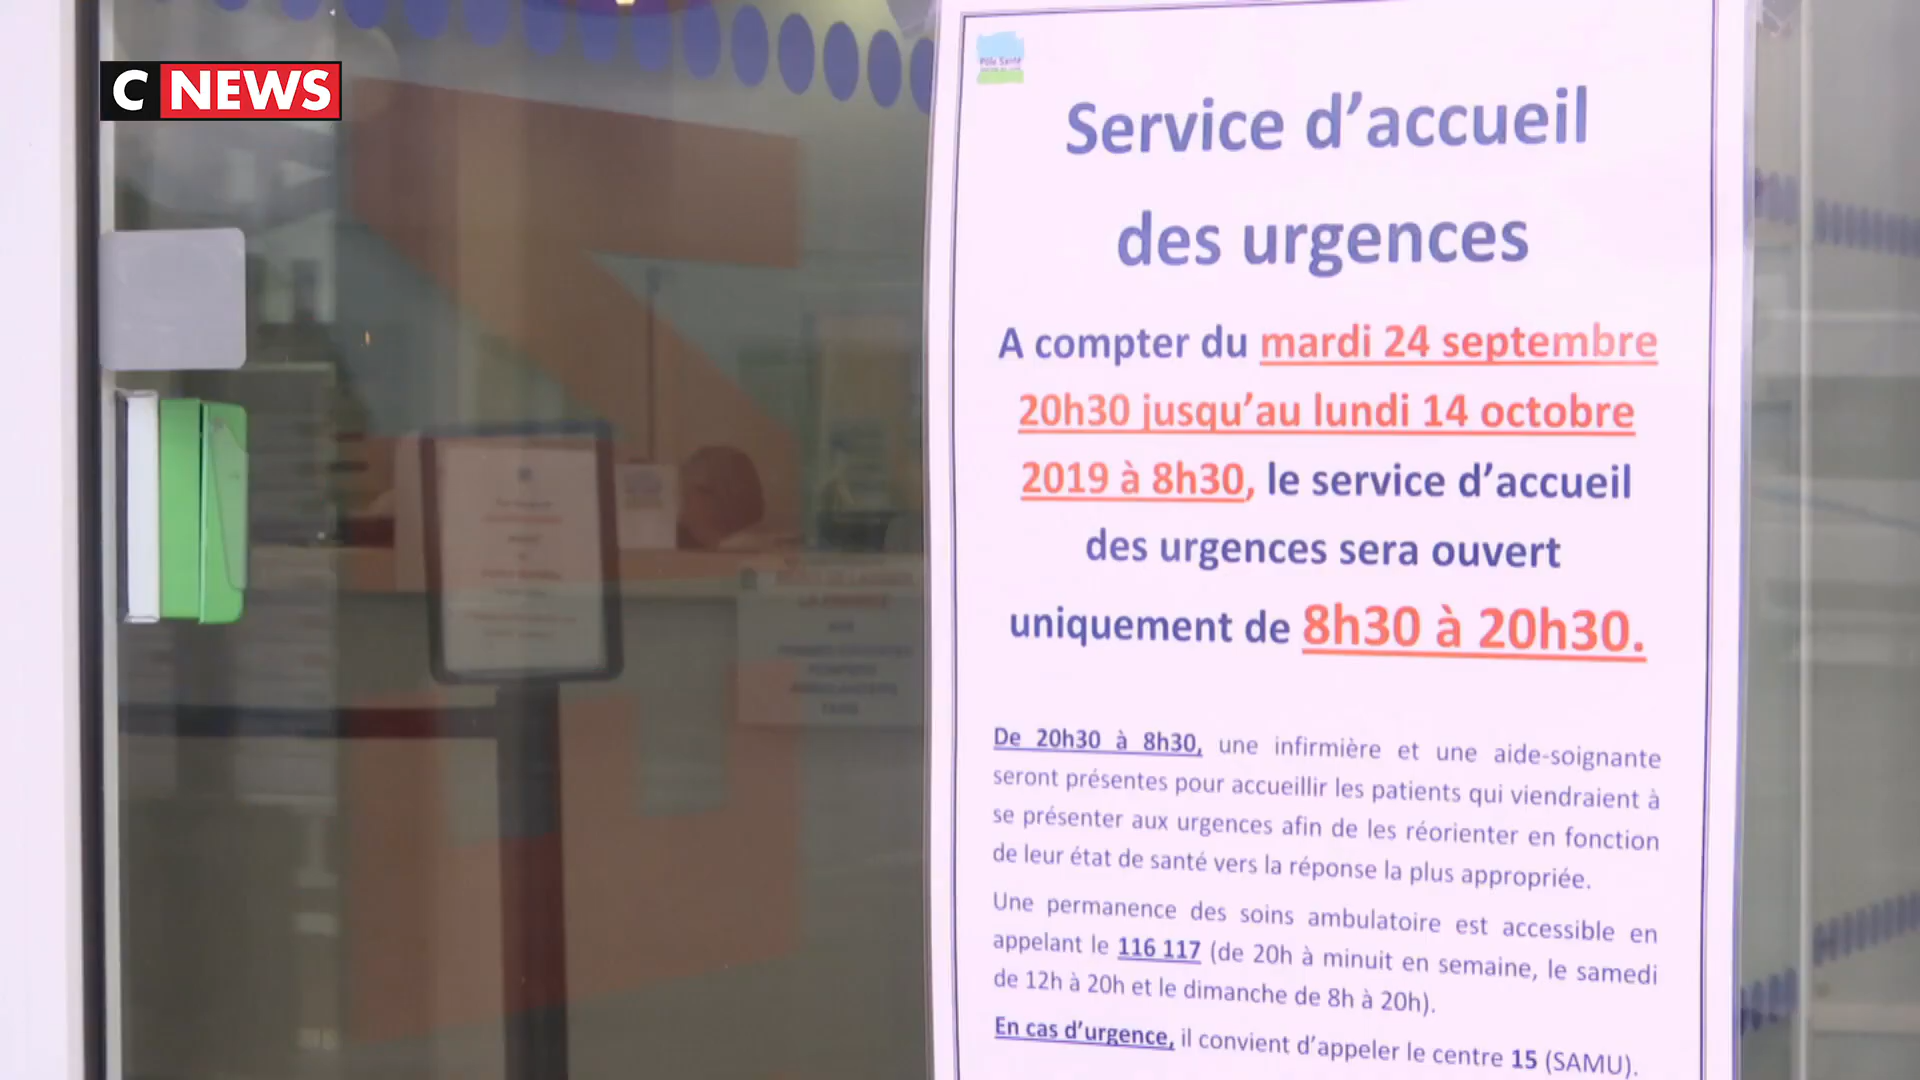 CNEWS
Pôle Santé
Service d'accueil
des urgences
A compter du mardi 24 septembre
20h30 jusqu'au lundi 14 octobre
2019 à 8h30, le service d'accueil
des urgences sera ouvert
uniquement de 8h30 à 20h30.
De 20h30 à 8h30, une infirmière et une aide-soignante
seront présentes pour accueillir les patients qui viendraient à
se présenter aux urgences afin de les réorienter en fonction
de leur état de santé vers la réponse la plus appropriée.
Une permanence des soins ambulatoire est accessible en
appelant le 116 117 (de 20h à minuit en semaine, le samedi
de 12h à 20h et le dimanche de 8h à 20h).
En cas d'urgence, il convient d'appeler le centre 15 (SAMU).